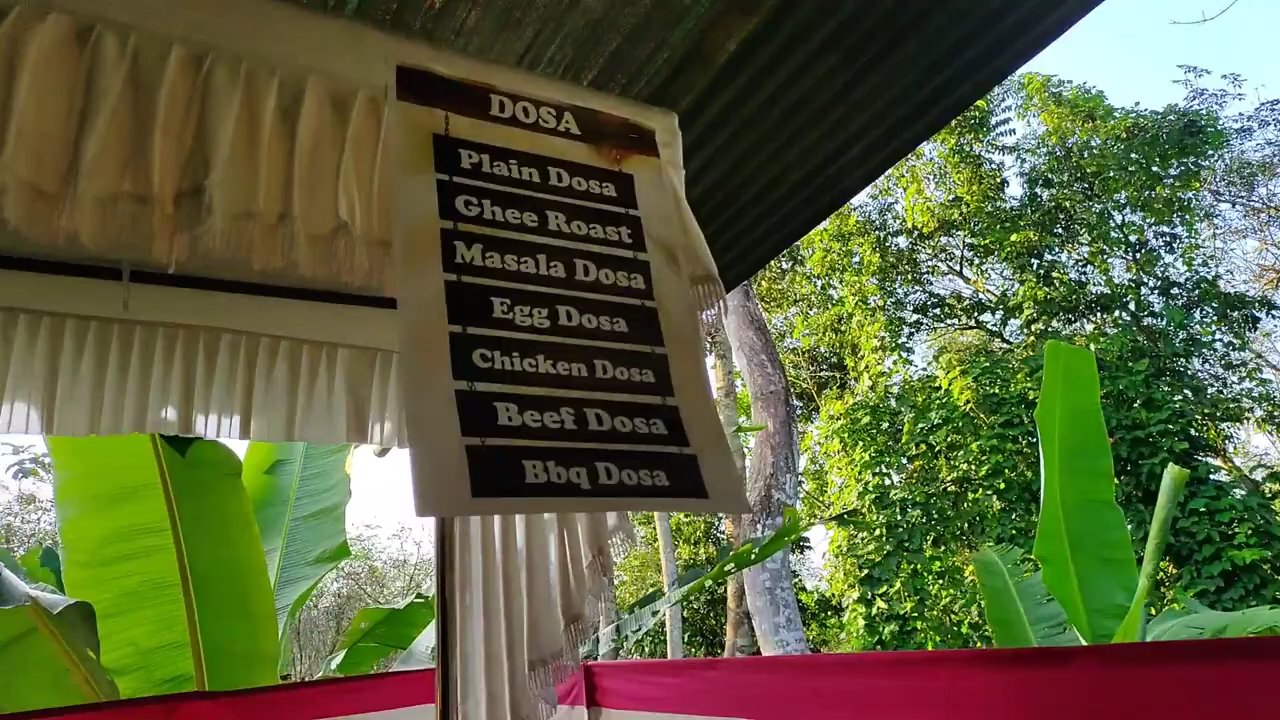 DOSA
Plain Dosa
Ghee Roast
Masala Dosa
Egg Dosa
Chicken Dosa
Beef Dosa
Bbq Dosa